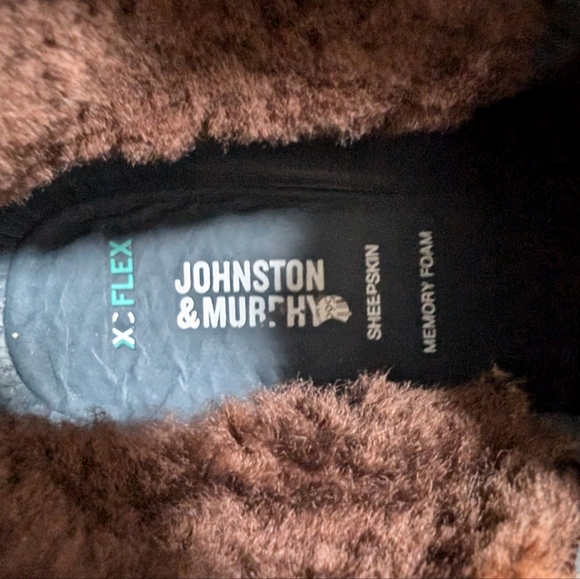 XC FLEX
JOHNSTON
& MURPHY
SHEEPSKIN
MEMORY FOAM